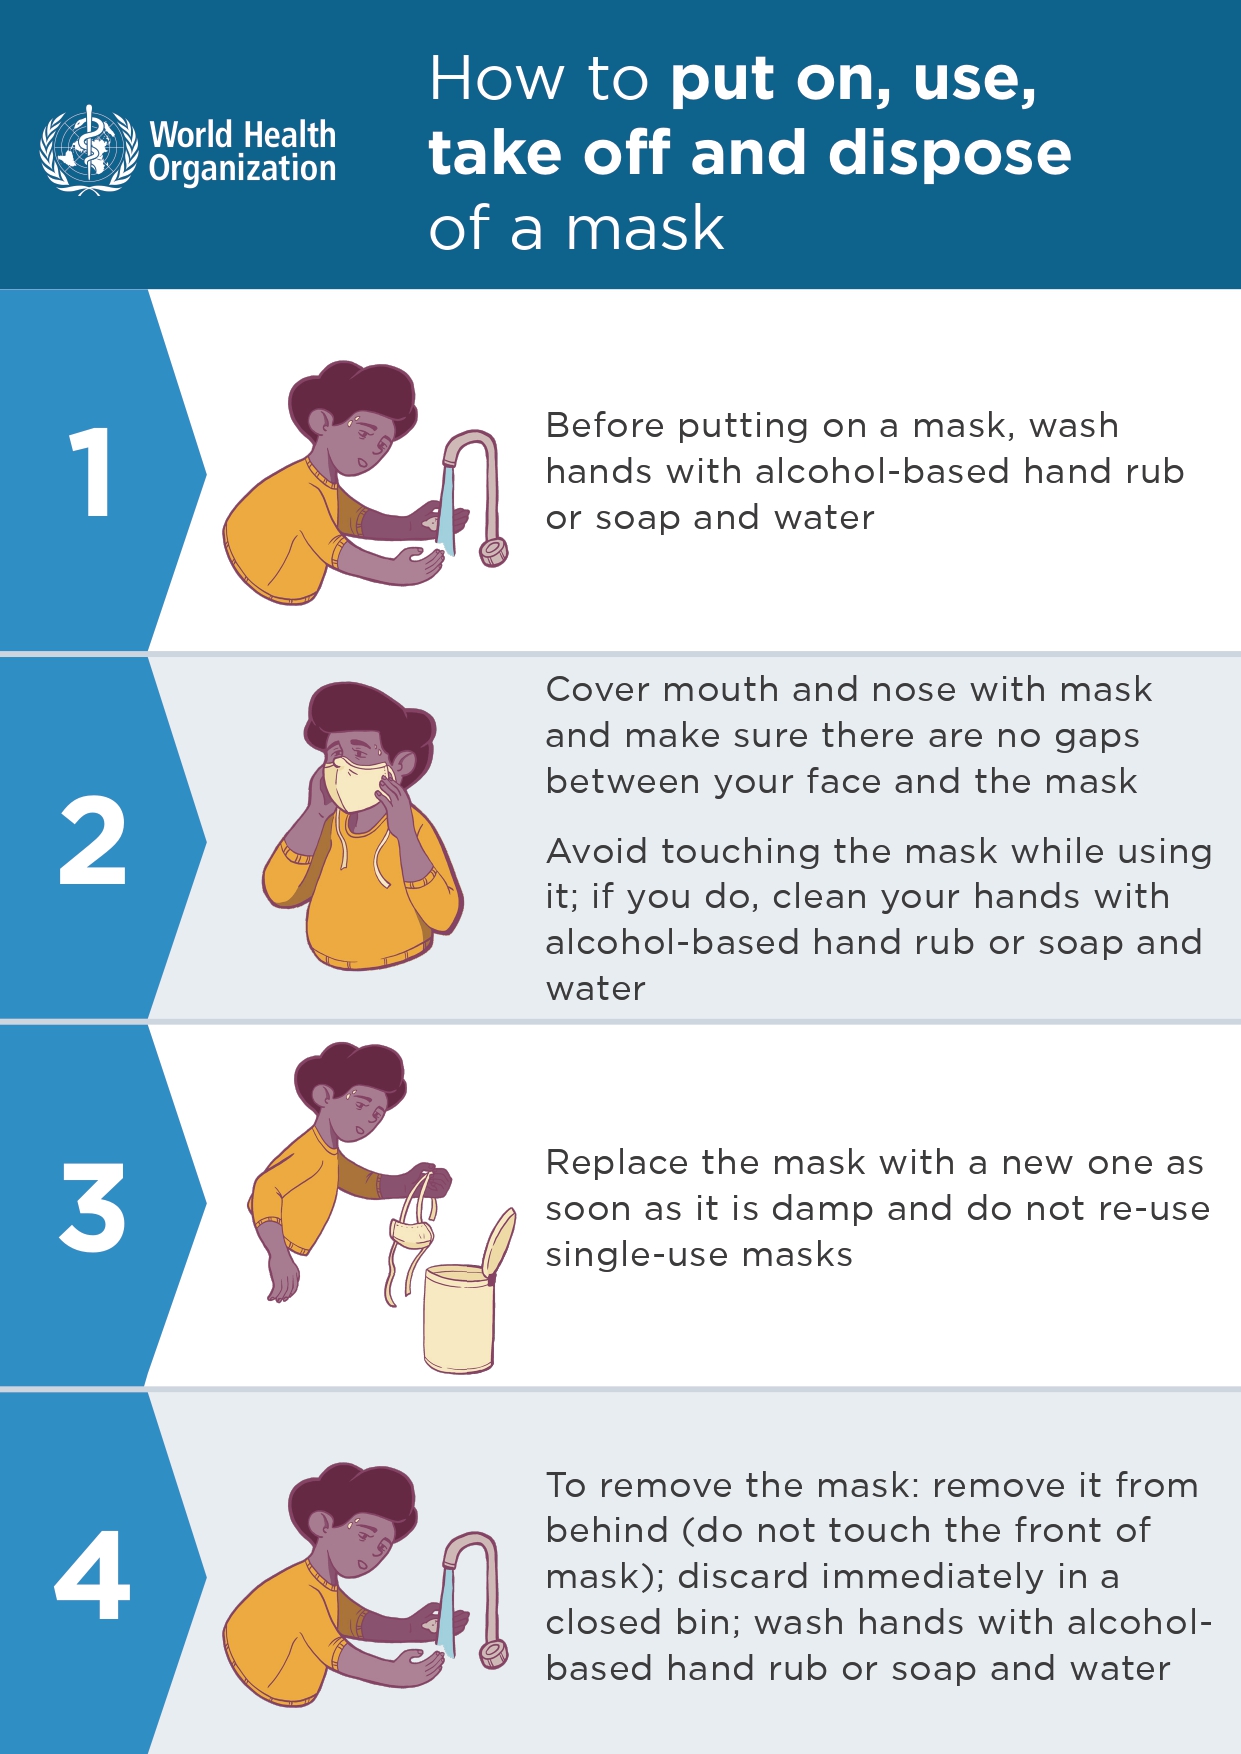 World Health
Organization
How to put on, use,
take off and dispose
of a mask
1
Before putting on a mask, wash
hands with alcohol-based hand rub
or soap and water
2
Cover mouth and nose with mask
and make sure there are no gaps
between your face and the mask
Avoid touching the mask while using
it; if you do, clean your hands with
alcohol-based hand rub or soap and
water
3
Replace the mask with a new one as
soon as it is damp and do not re-use
single-use masks
4
To remove the mask: remove it from
behind (do not touch the front of
mask); discard immediately in a
closed bin; wash hands with alcohol-
based hand rub or soap and water